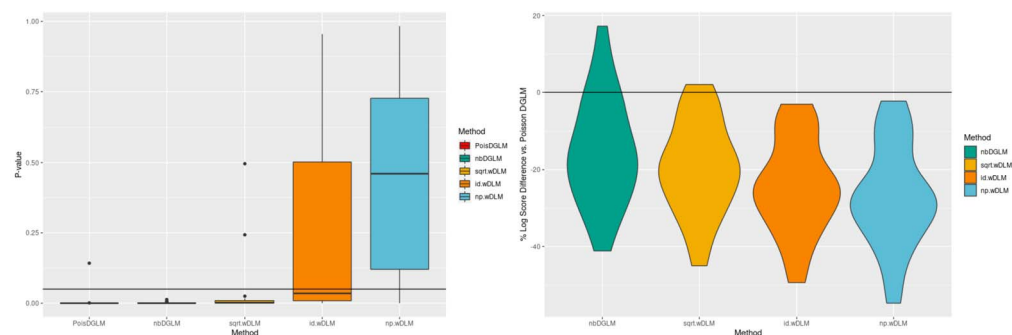 1.00
0.75
0.50
0.25
0.00
P-value
PoisDGLM
nbDGLM
sqrt.wDLM
id.wDLM
np.wDLM
Method
Method
PoisDGLM
nbDGLM
sqrt.wDLM
id.wDLM
np.wDLM
20
0
-20
-40
% Log Score Difference vs. Poisson DGLM
nbDGLM
sqrt.wDLM
id.wDLM
np.wDLM
Method
Method
nbDGLM
sqrt.wDLM
id.wDLM
np.wDLM